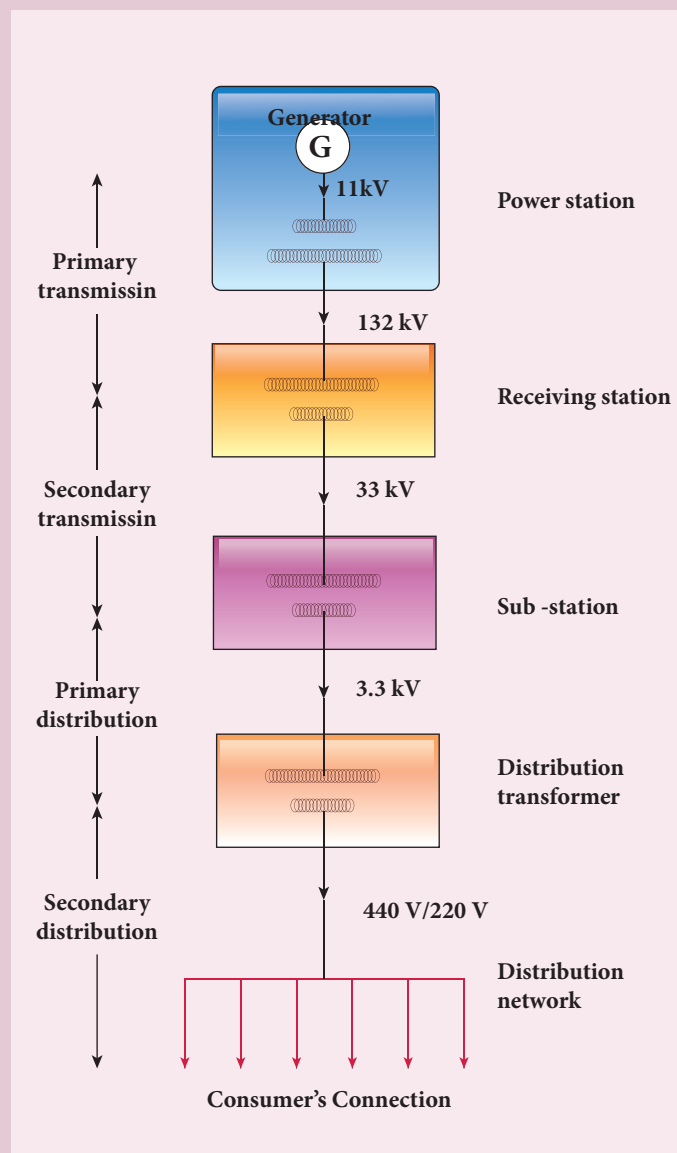 Generator
G
11kV
Power station
Primary
transmissin
132 kV
Receiving station
Secondary
transmissin
33 kV
Sub -station
Primary
distribution
3.3 kV
Distribution
transformer
Secondary
distribution
440 V/220 V
Distribution
network
Consumer's Connection